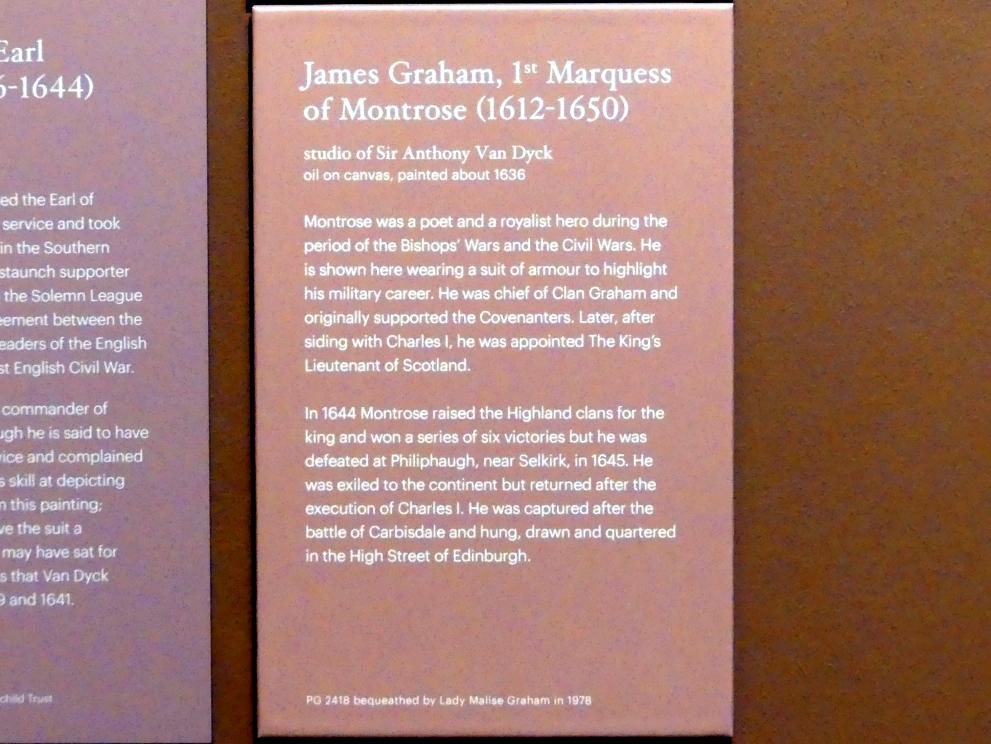 Earl
6-1644)
ed the Earl of
service and took
in the Southern
staunch supporter
the Solemn League
eement between the
eaders of the English
st English Civil War.
commander of
ugh he is said to have
vice and complained
s skill at depicting
n this painting;
ve the suit a
may have sat for
s that Van Dyck
9 and 1641.
child Trust
James Graham, 1st Marquess
of Montrose (1612-1650)
studio of Sir Anthony Van Dyck
oil on canvas, painted about 1636
Montrose was a poet and a royalist hero during the
period of the Bishops' Wars and the Civil Wars. He
is shown here wearing a suit of armour to highlight
his military career. He was chief of Clan Graham and
originally supported the Covenanters. Later, after
siding with Charles I, he was appointed The King's
Lieutenant of Scotland.
In 1644 Montrose raised the Highland clans for the
king and won a series of six victories but he was
defeated at Philiphaugh, near Selkirk, in 1645. He
was exiled to the continent but returned after the
execution of Charles I. He was captured after the
battle of Carbisdale and hung, drawn and quartered
in the High Street of Edinburgh.
PG 2418 bequeathed by Lady Malise Graham in 1978